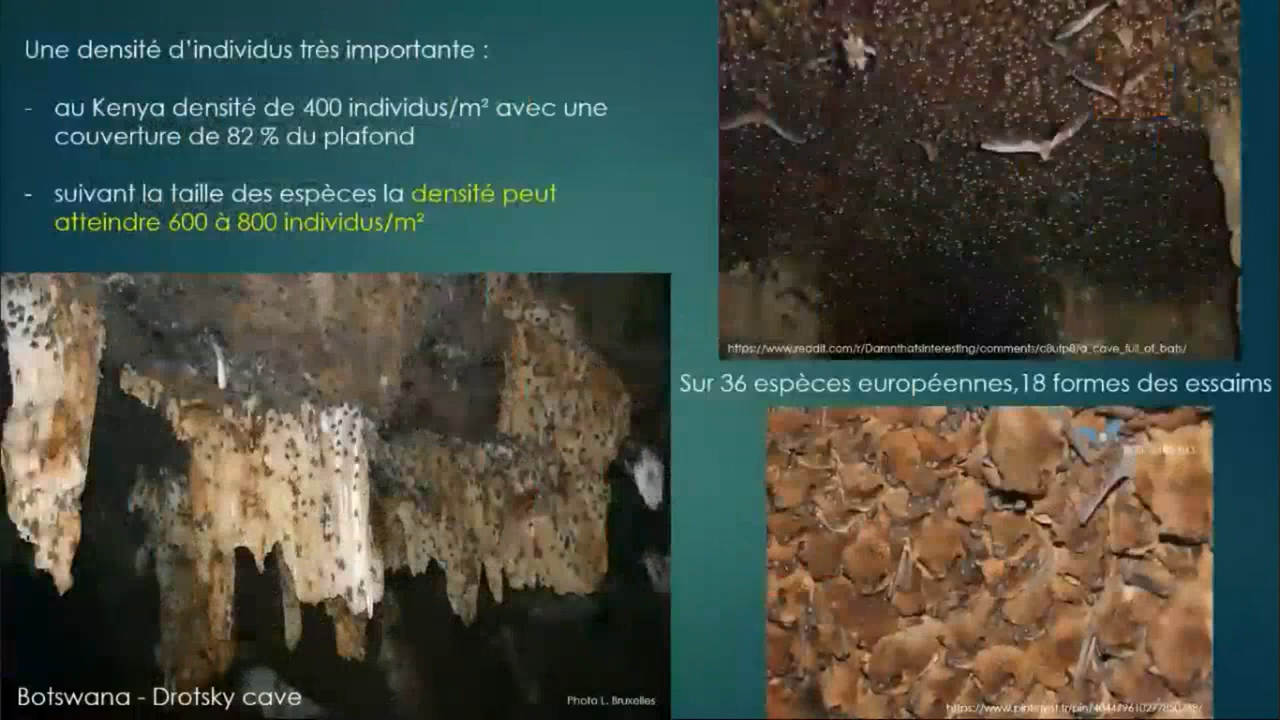 Une densité d'individus très importante :
- au Kenya densité de 400 individus/m² avec une
couverture de 82 % du plafond
- suivant la taille des espèces la densité peut
atteindre 600 à 800 individus/m²
https://www.reddit.com/r/Damnthatsinteresting/comments/c8utp8/a_cave_full_of_bats/
Sur 36 espèces européennes,18 formes des essaims
Botswana - Drotsky cave
Photo L. Bruxelles